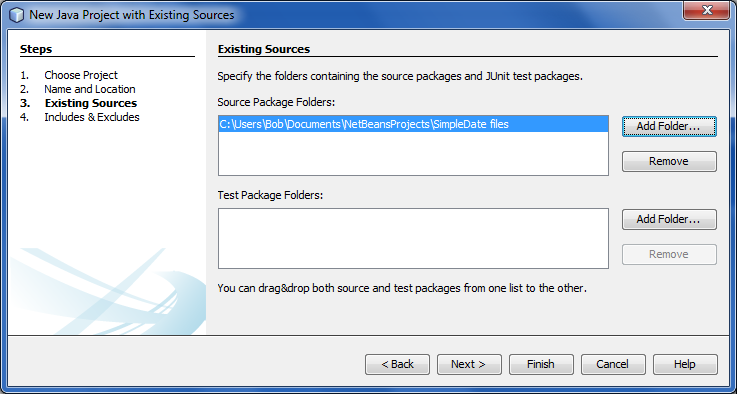 New Java Project with Existing Sources
Steps
1. Choose Project
2. Name and Location
3. Existing Sources
4. Includes & Excludes
Existing Sources
Specify the folders containing the source packages and JUnit test packages.
Source Package Folders:
C:\Users\Bob\Documents\NetBeansProjects\SimpleDate files
Add Folder...
Remove
Test Package Folders:
Add Folder...
Remove
You can drag&drop both source and test packages from one list to the other.
< Back
Next >
Finish
Cancel
Help